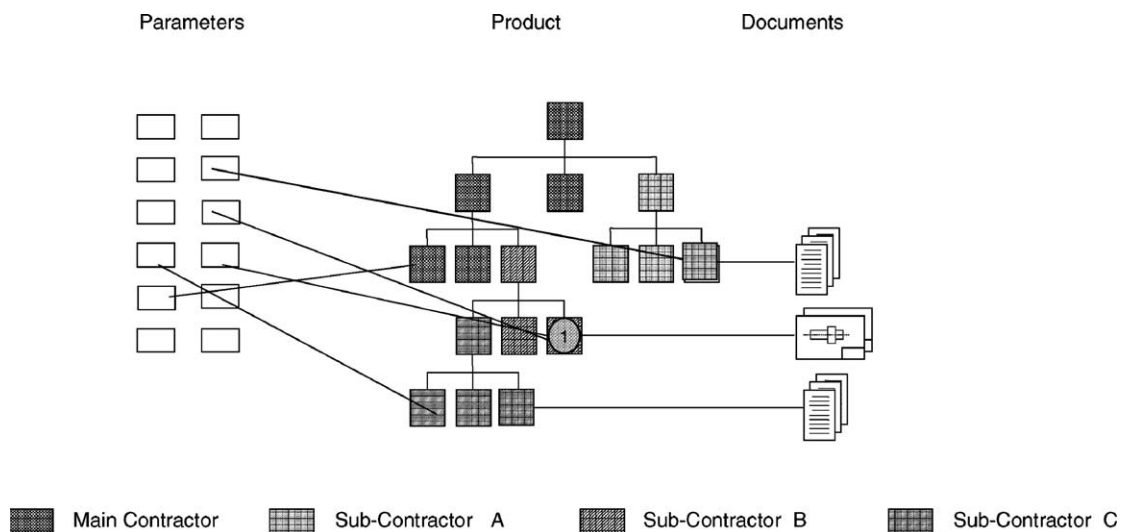 Parameters Product Documents
1
Main Contractor Sub-Contractor A Sub-Contractor B Sub-Contractor C